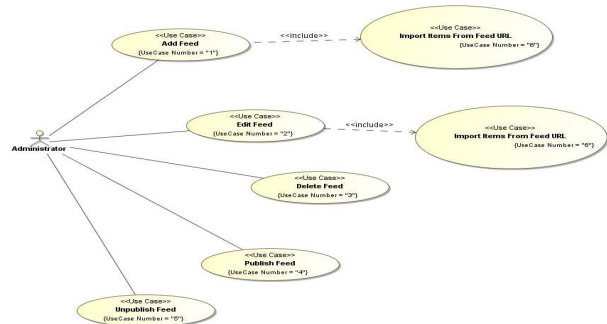 <<Use Case>>
Add Feed
{UseCase Number = "1"}
<<include>>
<<Use Case>>
Import Items From Feed URL
{UseCase Number = "6"}
<<Use Case>>
Edit Feed
{UseCase Number = "2"}
<<include>>
<<Use Case>>
Import Items From Feed URL
{UseCase Number = "6"}
Administrator
<<Use Case>>
Delete Feed
{UseCase Number = "3"}
<<Use Case>>
Publish Feed
{UseCase Number = "4"}
<<Use Case>>
Unpublish Feed
{UseCase Number = "5"}